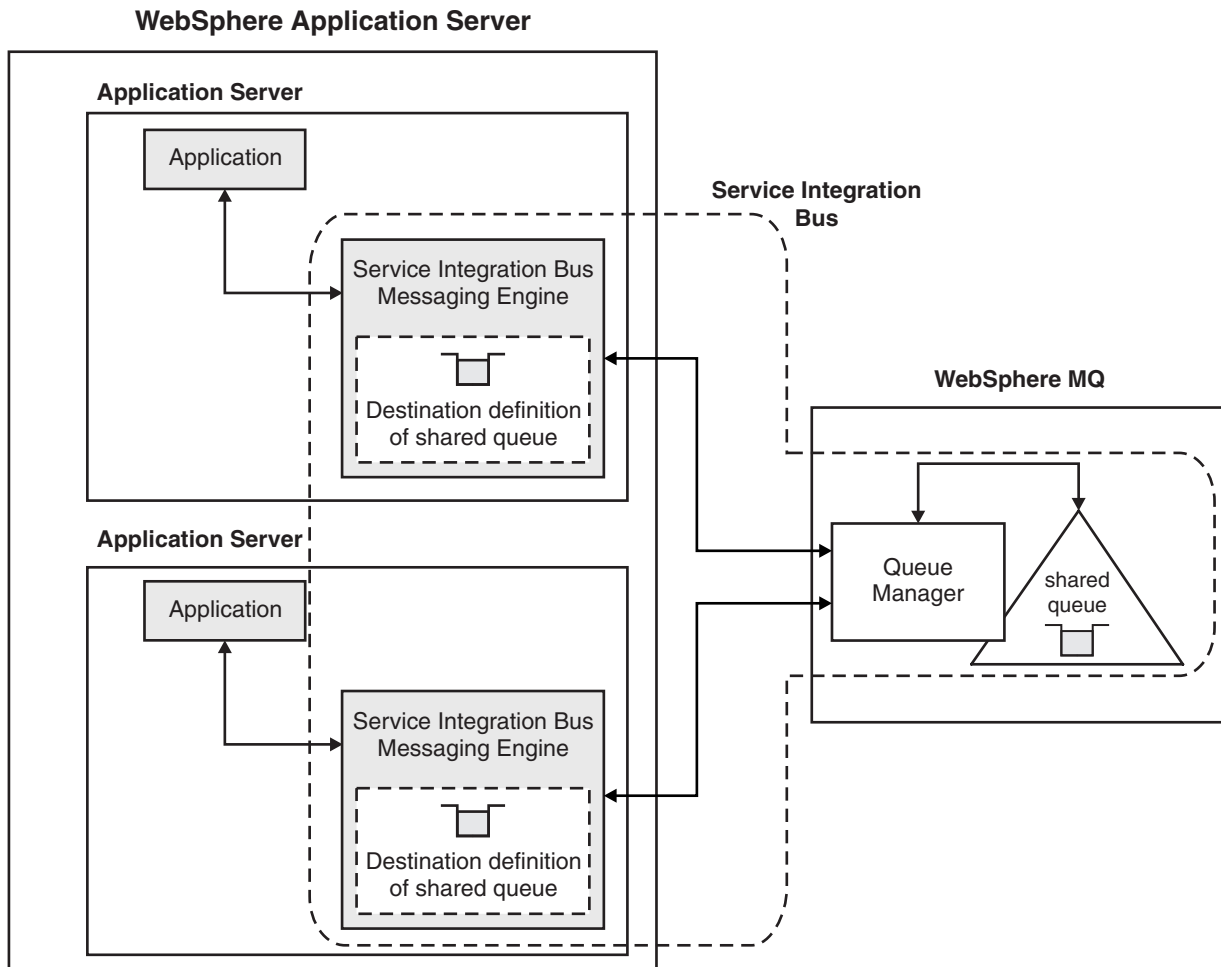 WebSphere Application Server
Application Server
Application
Service Integration
Bus
Service Integration Bus
Messaging Engine
Destination definition
of shared queue
WebSphere MQ
Queue
Manager
shared
queue
Application Server
Application
Service Integration Bus
Messaging Engine
Destination definition
of shared queue